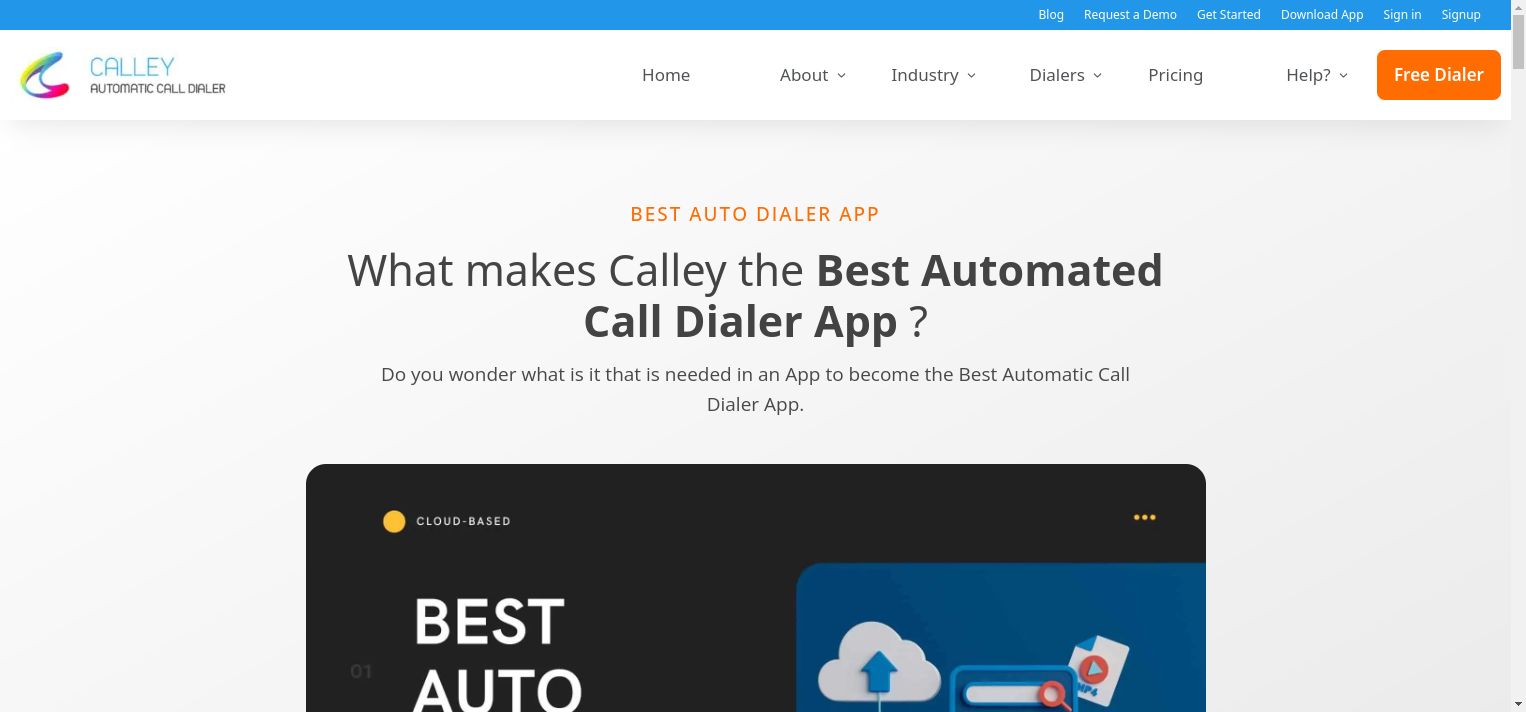 Blog Request a Demo Get Started Download App Sign in Signup
CALLEY
AUTOMATIC CALL DIALER
Home About Industry Dialers Pricing Help? Free Dialer
BEST AUTO DIALER APP
What makes Calley the Best Automated
Call Dialer App ?
Do you wonder what is it that is needed in an App to become the Best Automatic Call
Dialer App.
CLOUD-BASED
BEST
01
AUTO
MP4